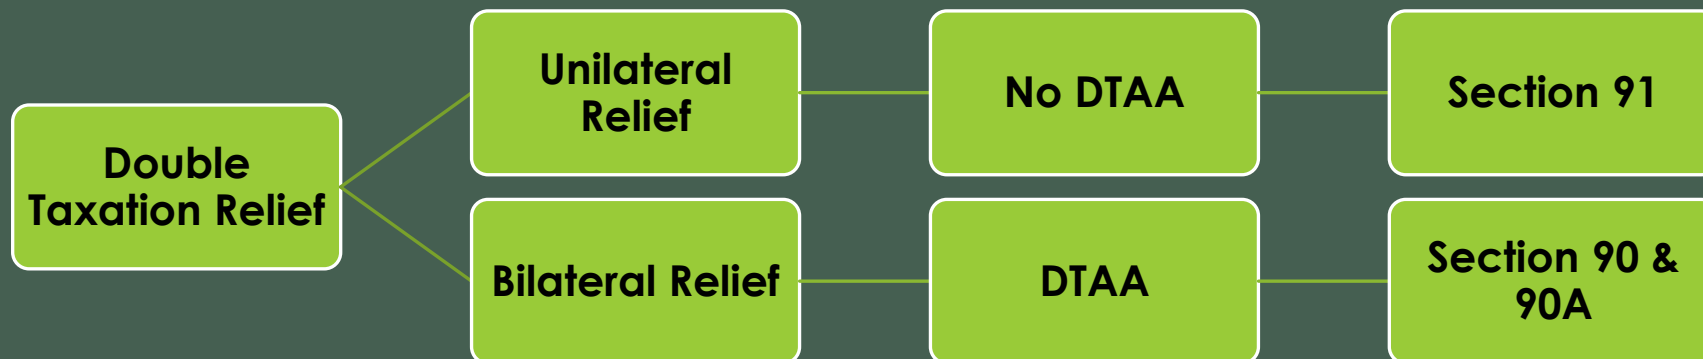 Double
Taxation Relief
Unilateral
Relief
No DTAA
Section 91
Bilateral Relief
DTAA
Section 90 &
90A